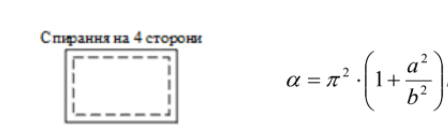 Спирання на 4 сторони
α = π² · (1 + a²/b²)